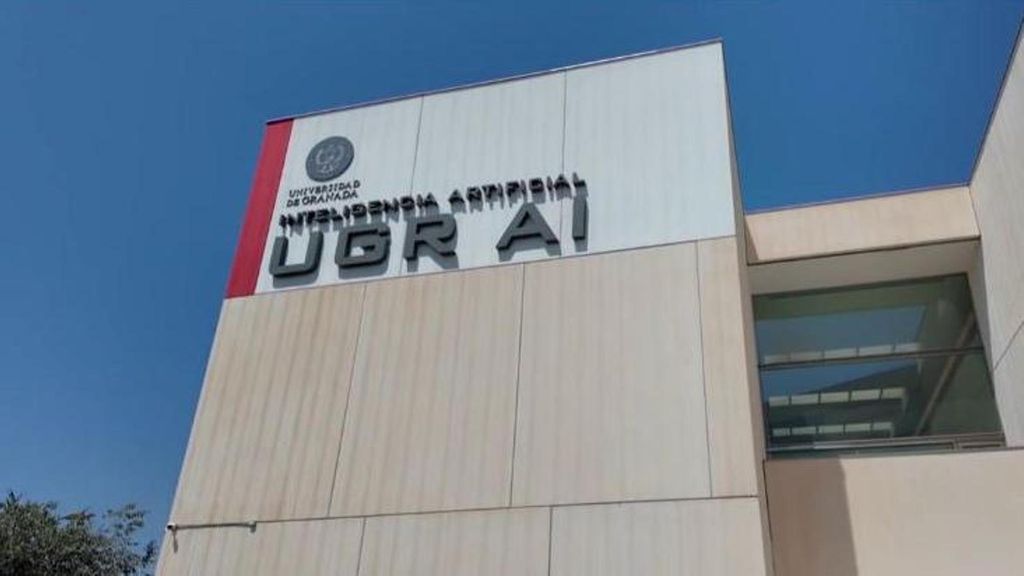 UNIVERSIDAD
DE GRANADA
INTELIGENCIA ARTIFICIAL
UGR AI